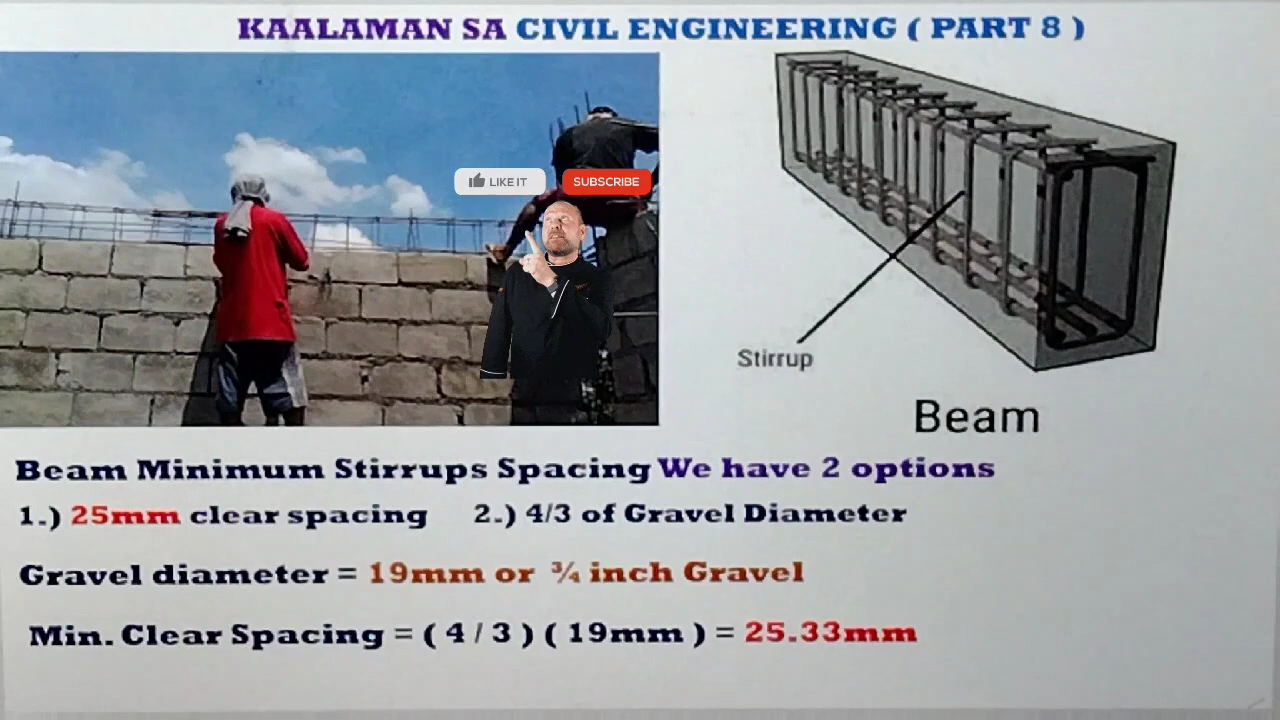 KAALAMAN SA CIVIL ENGINEERING ( PART 8 )
LIKE IT
SUBSCRIBE
Stirrup
Beam
Beam Minimum Stirrups Spacing We have 2 options
1.) 25mm clear spacing 2.) 4/3 of Gravel Diameter
Gravel diameter = 19mm or ¾ inch Gravel
Min. Clear Spacing = ( 4 / 3 ) ( 19mm ) = 25.33mm